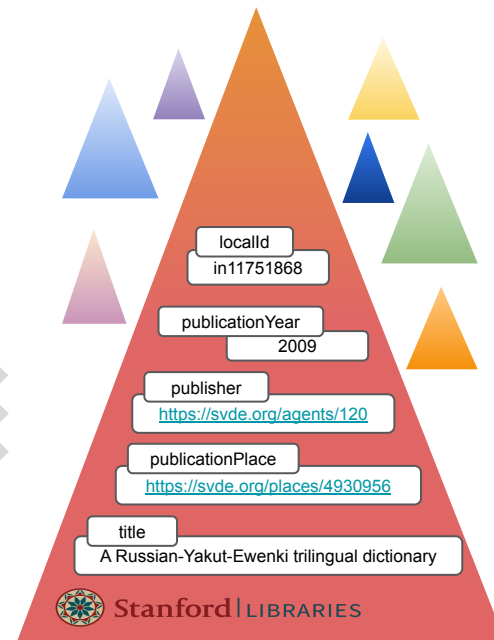 localId
in11751868
publicationYear
2009
publisher
https://svde.org/agents/120
publicationPlace
https://svde.org/places/4930956
title
A Russian-Yakut-Ewenki trilingual dictionary
Stanford LIBRARIES